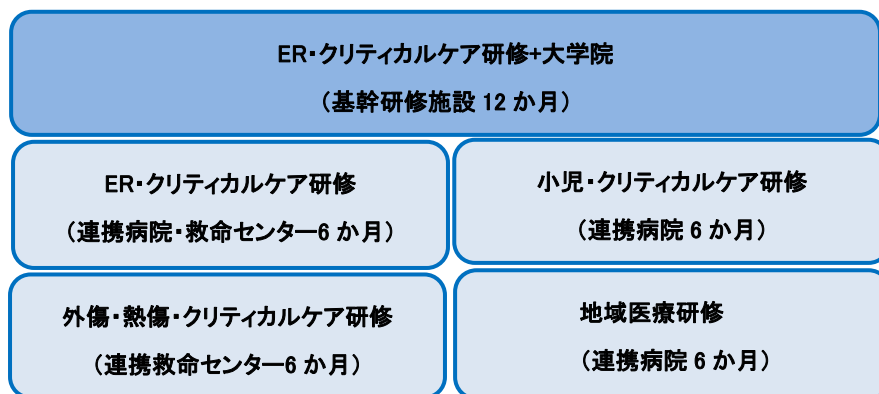 ER・クリティカルケア研修+大学院
（基幹研修施設 12 か月）
ER・クリティカルケア研修
（連携病院・救命センター6 か月）
小児・クリティカルケア研修
（連携病院 6 か月）
外傷・熱傷・クリティカルケア研修
（連携救命センター6 か月）
地域医療研修
（連携病院 6 か月）